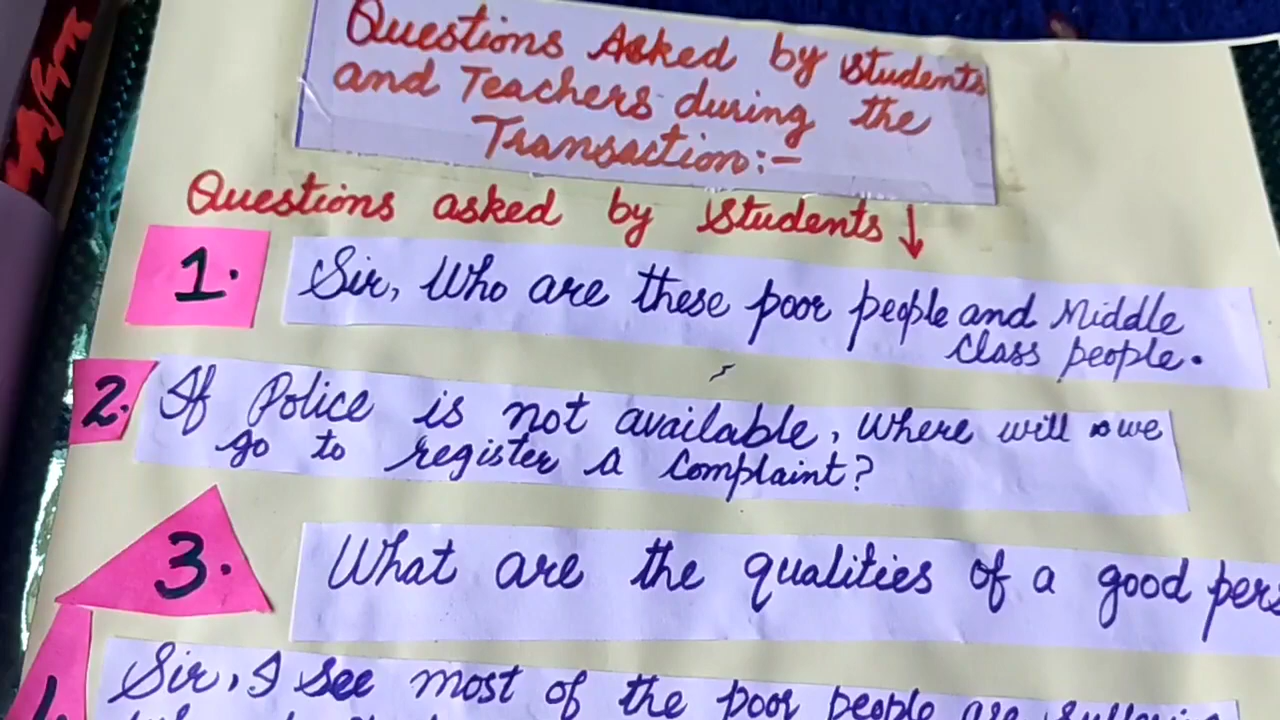 Questions Asked by students
and Teachers during the
Transaction:-
Questions asked by students ↓
1. Sir, Who are these poor people and Middle
class people.
2. If Police is not available, where will we
go to register a complaint?
3. What are the qualities of a good pers
Sir, I see most of the poor people are